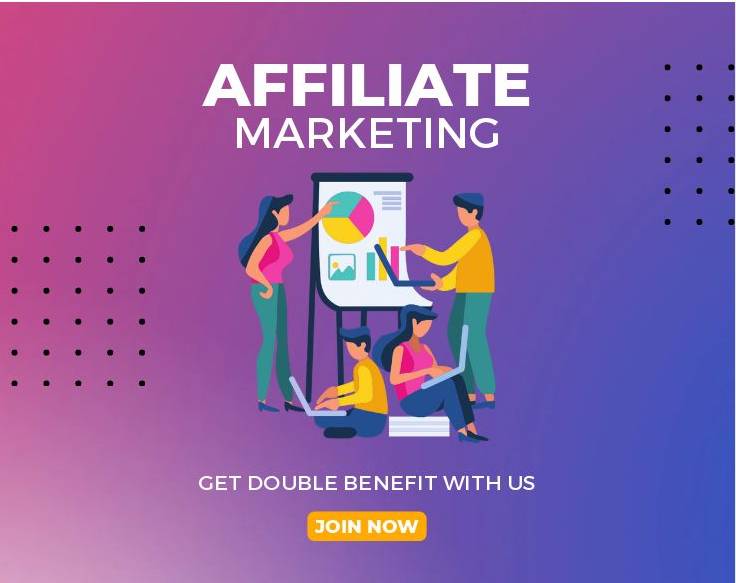 AFFILIATE
MARKETING
GET DOUBLE BENEFIT WITH US
JOIN NOW